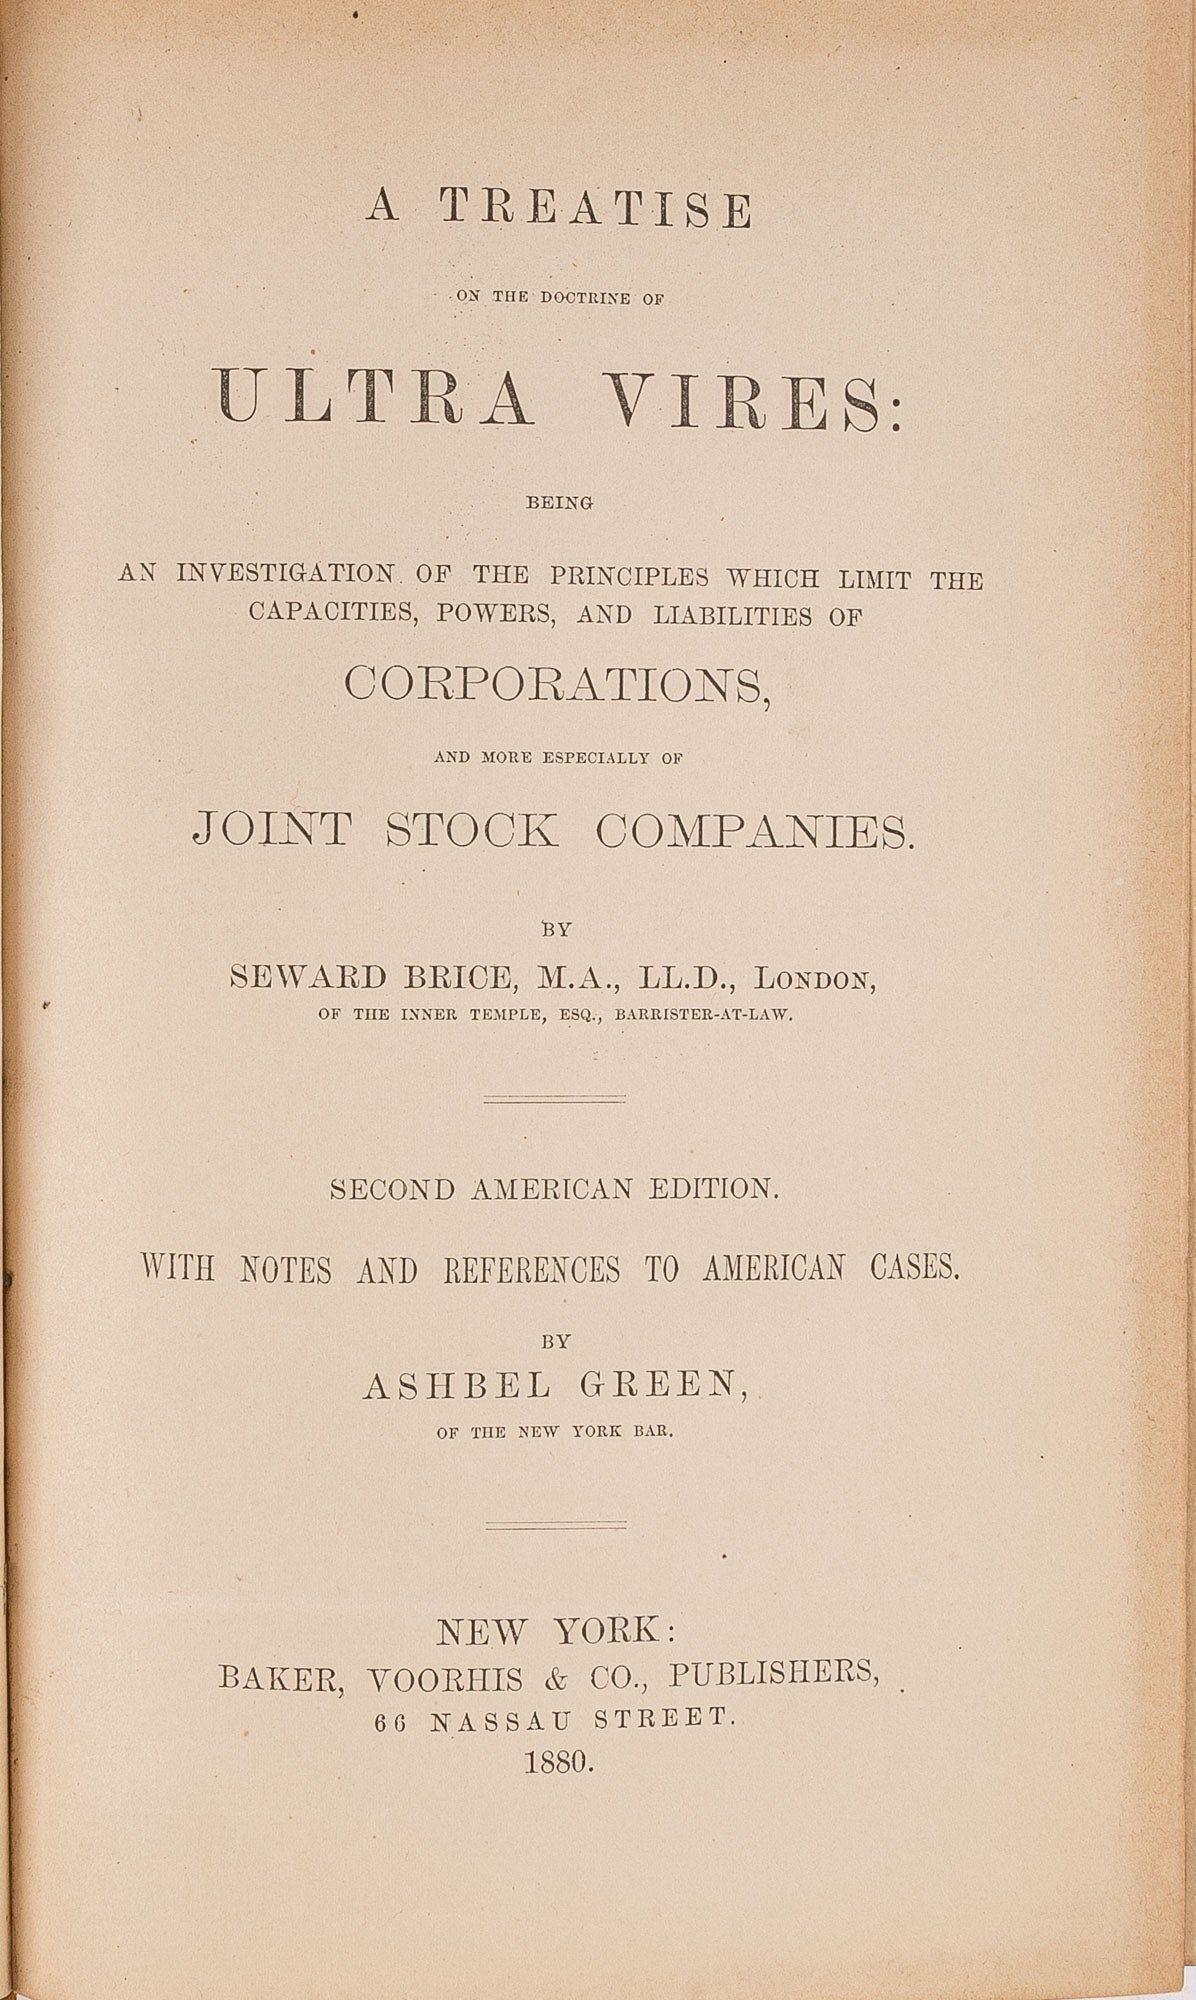 A TREATISE
ON THE DOCTRINE OF
ULTRA VIRES:
BEING
AN INVESTIGATION OF THE PRINCIPLES WHICH LIMIT THE
CAPACITIES, POWERS, AND LIABILITIES OF
CORPORATIONS,
AND MORE ESPECIALLY OF
JOINT STOCK COMPANIES.
BY
SEWARD BRICE, M.A., LL.D., LONDON,
OF THE INNER TEMPLE, ESQ., BARRISTER-AT-LAW.
SECOND AMERICAN EDITION.
WITH NOTES AND REFERENCES TO AMERICAN CASES.
BY
ASHBEL GREEN,
OF THE NEW YORK BAR.
NEW YORK:
BAKER, VOORHIS & CO., PUBLISHERS,
66 NASSAU STREET.
1880.